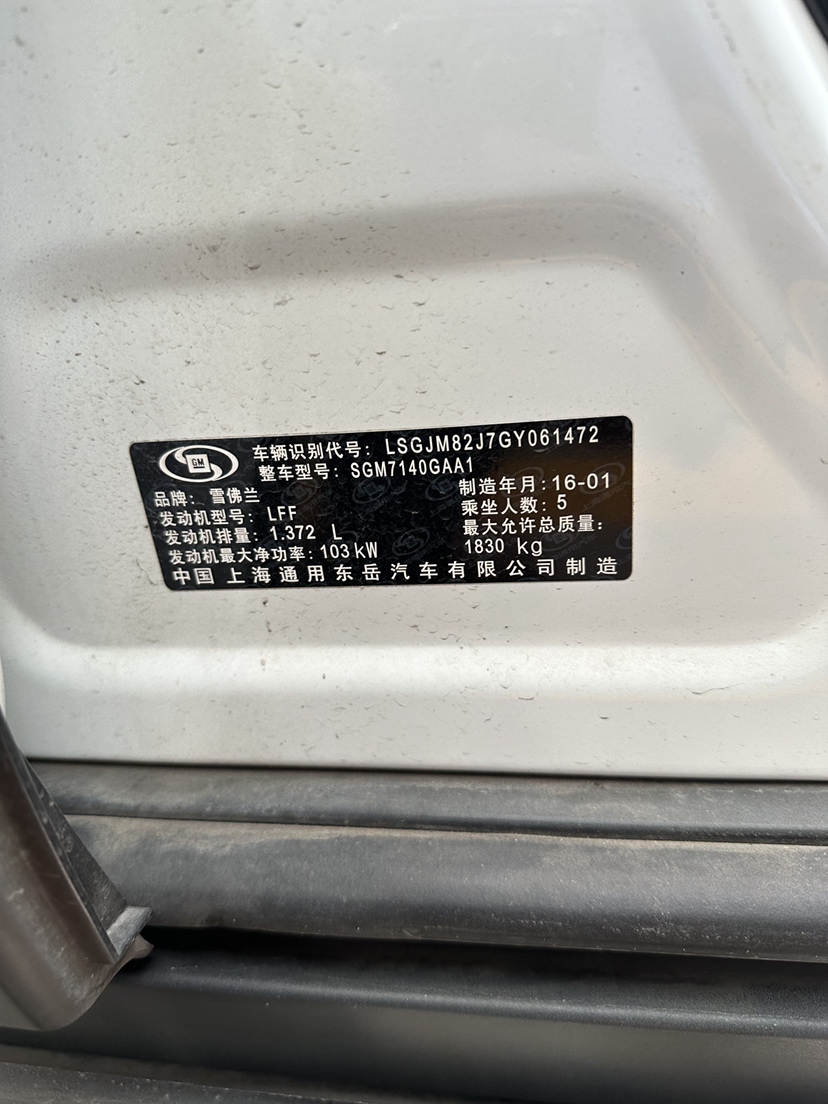 GM
车辆识别代号: LSGJM82J7GY061472
整车型号: SGM7140GAA1
品牌: 雪佛兰
制造年月:16-01
发动机型号: LFF
乘坐人数: 5
发动机排量: 1.372 L
最大允许总质量:
发动机最大净功率: 103kW
1830 kg
中国 上海通用东岳汽车有限公司制造